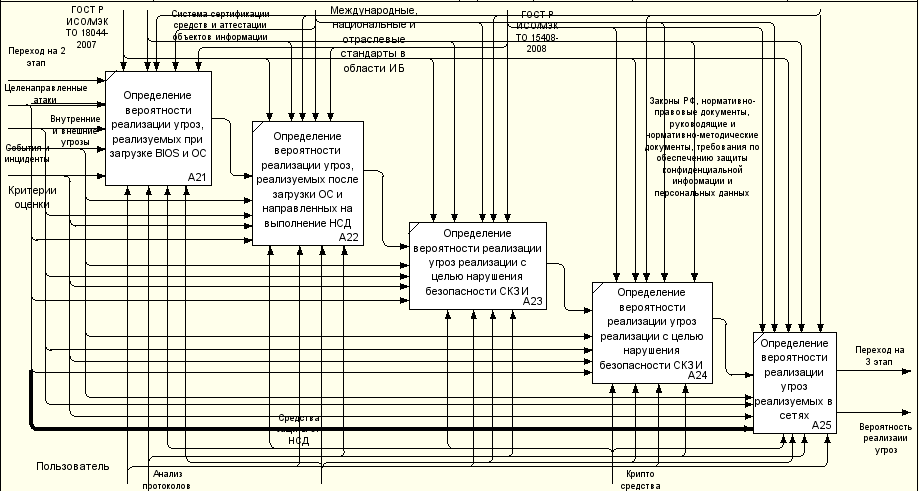 ГОСТ Р
ИСО/МЭК
ТО 18044-
2007
Система сертификации
средств и аттестации
объектов информации
Международные,
национальные и
отраслевые
стандарты в
области ИБ
ГОСТ Р
ИСО/МЭК
ТО 15408-
2008
Законы РФ, нормативно-
правовые документы,
руководящие и
нормативно-методические
документы, требования по
обеспечению защиты
конфиденциальной
информации и
персональных данных
Переход на 2
этап
Целенаправленные
атаки
Внутренние
и внешние
угрозы
События и
инциденты
Критерии
оценки
Определение
вероятности
реализации угроз,
реализуемых при
загрузке BIOS и ОС
A21
Определение
вероятности
реализации угроз,
реализуемых после
загрузки ОС и
направленных на
выполнение НСД
A22
Определение
вероятности реализации
угроз реализации с
целью нарушения
безопасности СКЗИ
A23
Определение
вероятности
реализации угроз
реализации с целью
нарушения
безопасности СКЗИ
A24
Определение
вероятности
реализации
угроз
реализуемых в
сетях
A25
Переход на
3 этап
Вероятность
реализаии
угроз
Средства
НСД
Пользователь
Анализ
протоколов
Крипто
средства